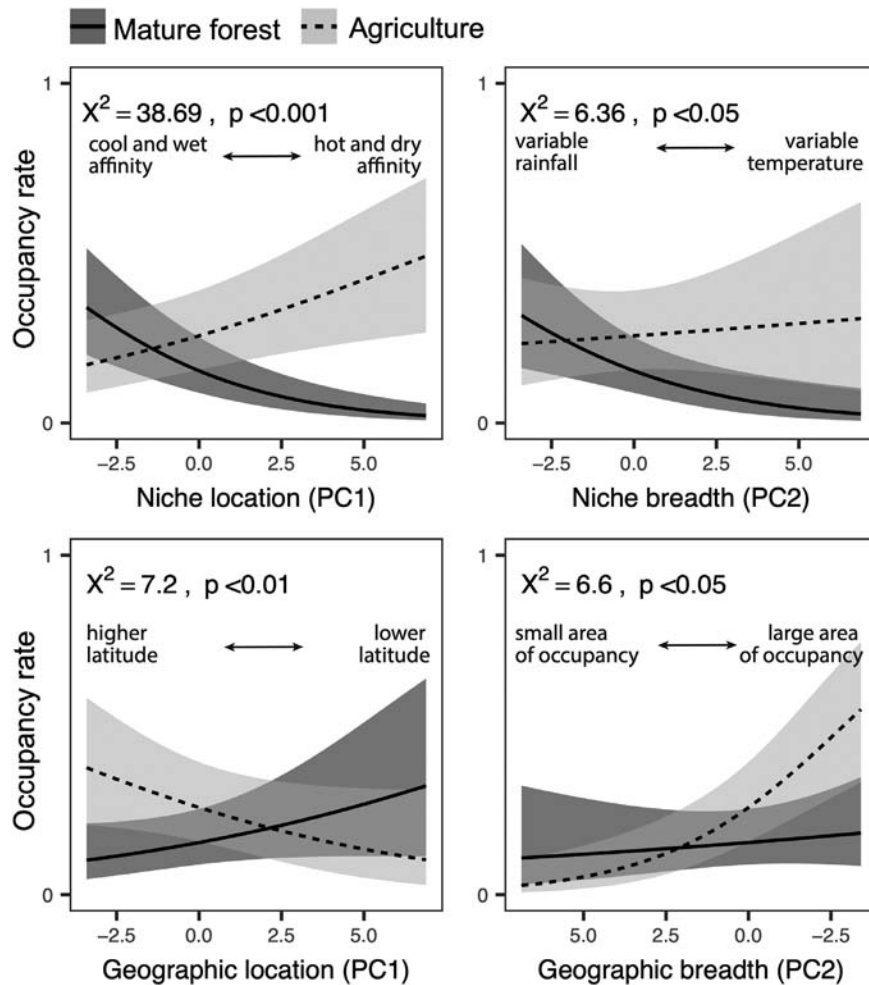 Mature forest Agriculture
1
X² = 38.69 , p <0.001
cool and wet affinity
hot and dry affinity
Occupancy rate
0
−2.5 0.0 2.5 5.0
Niche location (PC1)
X² = 6.36 , p <0.05
variable rainfall
variable temperature
−2.5 0.0 2.5 5.0
Niche breadth (PC2)
1
X² = 7.2 , p <0.01
higher latitude
lower latitude
Occupancy rate
0
−2.5 0.0 2.5 5.0
Geographic location (PC1)
X² = 6.6 , p <0.05
small area of occupancy
large area of occupancy
5.0 2.5 0.0 −2.5
Geographic breadth (PC2)